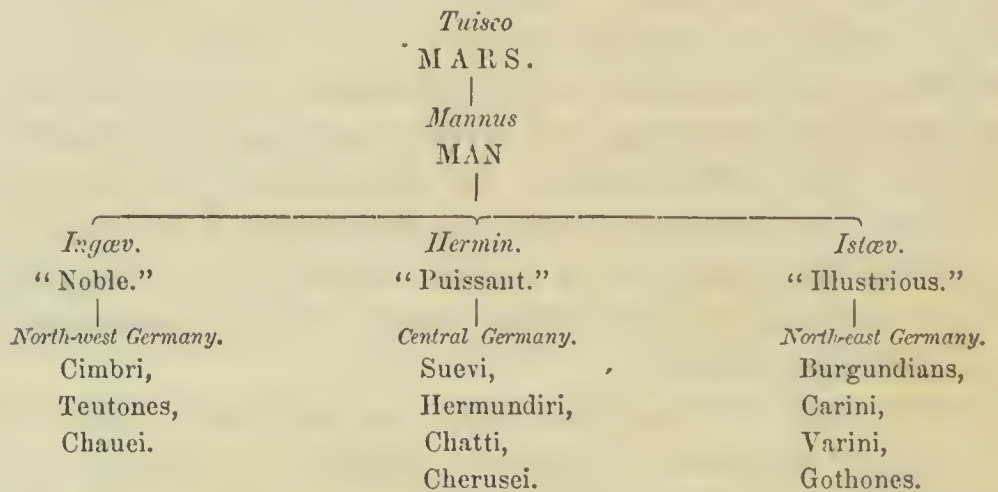 Tuisco
MARS.
Mannus
MAN
Ingæv.
"Noble."
North-west Germany.
Cimbri,
Teutones,
Chauci.
Hermin.
"Puissant."
Central Germany.
Suevi,
Hermundiri,
Chatti,
Cherusci.
Istæv.
"Illustrious."
North-east Germany.
Burgundians,
Carini,
Varini,
Gothones.